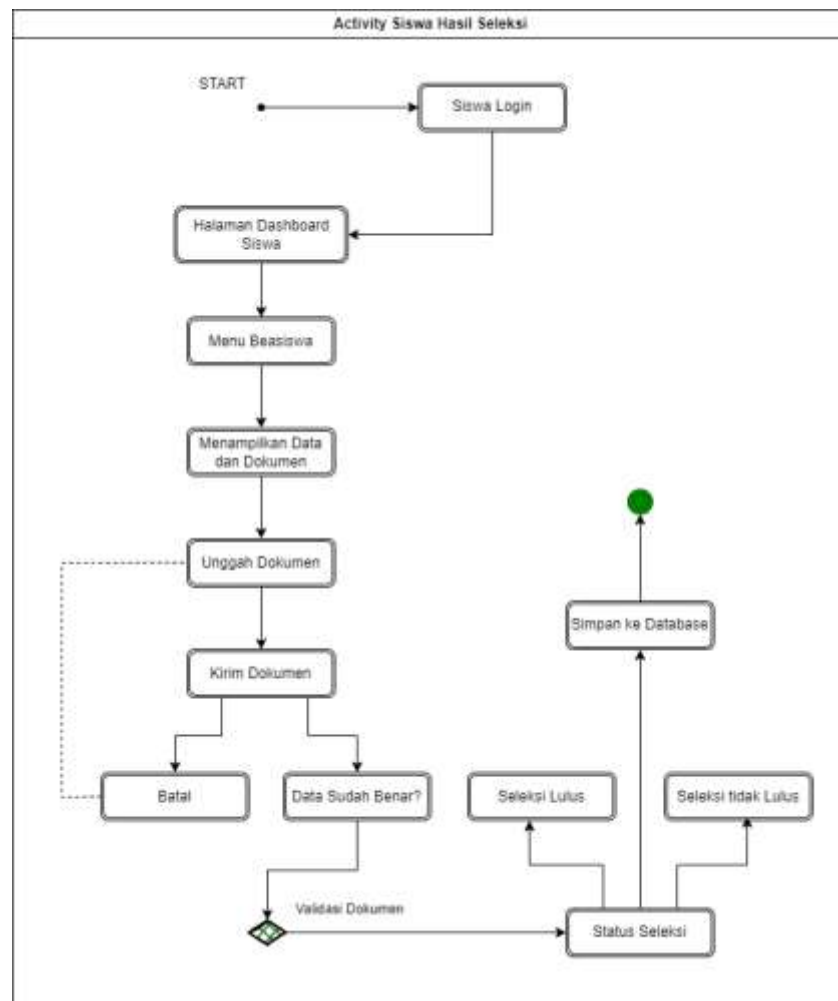 Activity Siswa Hasil Seleksi
START
Siswa Login
Halaman Dashboard
Siswa
Menu Beasiswa
Menampilkan Data
dan Dokumen
Unggah Dokumen
Simpan ke Database
Kirim Dokumen
Batal
Data Sudah Benar?
Seleksi Lulus
Seleksi tidak Lulus
Validasi Dokumen
Status Seleksi